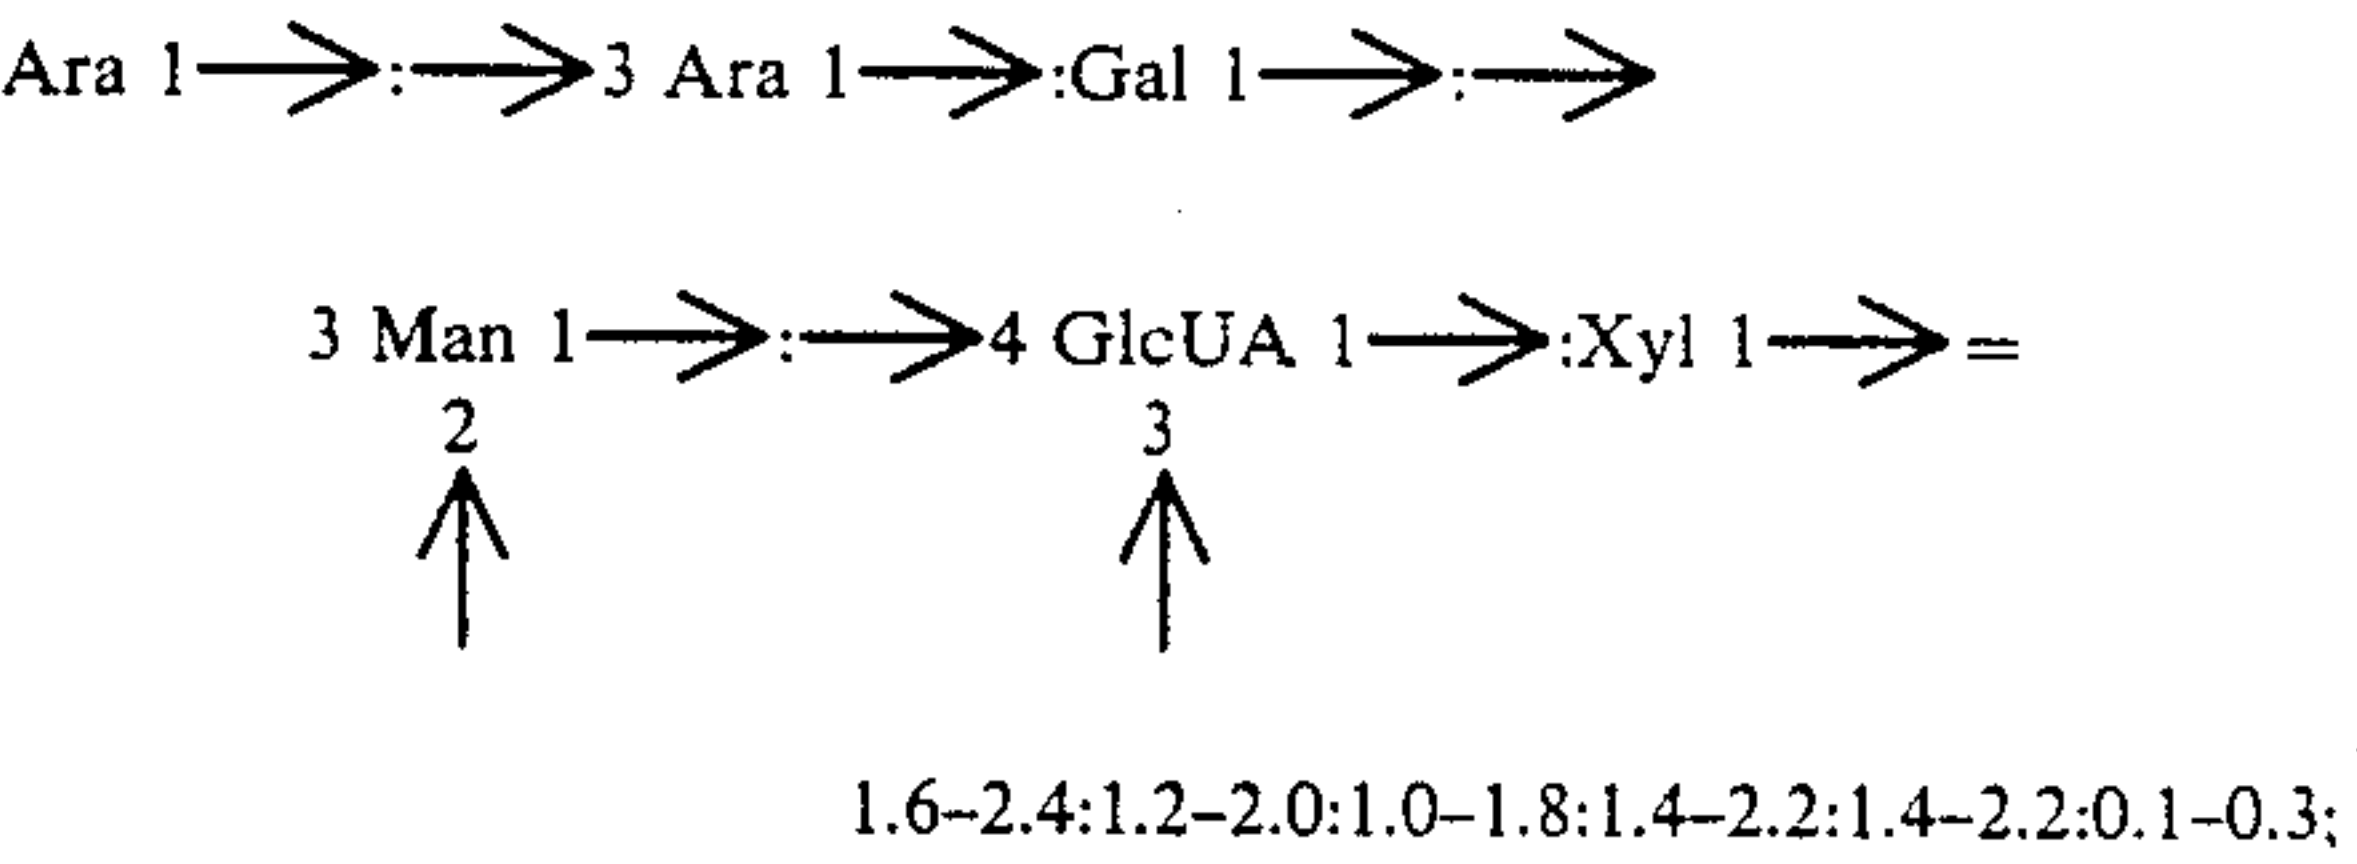 Ara 1→:→3 Ara 1→:Gal 1→:→
3 Man 1→:→4 GlcUA 1→:Xyl 1→=
2 3
↑ ↑
1.6–2.4:1.2–2.0:1.0–1.8:1.4–2.2:1.4–2.2:0.1–0.3;